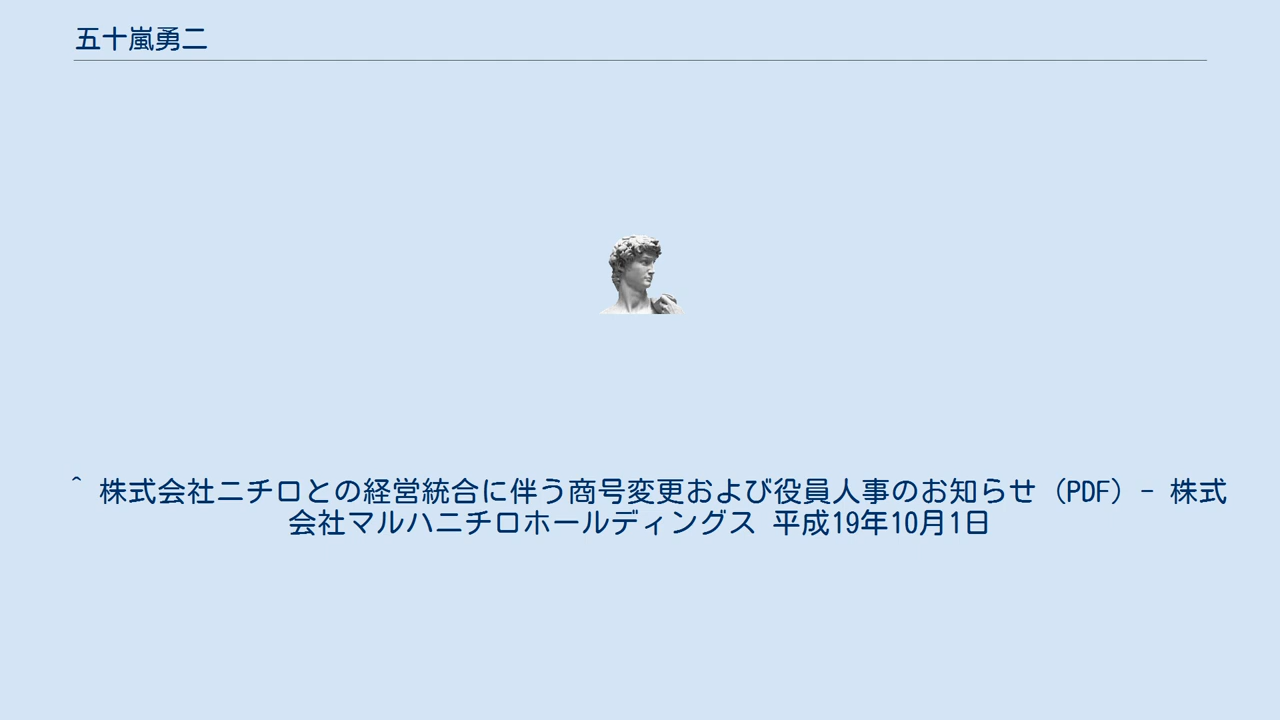 五十嵐勇二
^ 株式会社ニチロとの経営統合に伴う商号変更および役員人事のお知らせ (PDF) - 株式
会社マルハニチロホールディングス 平成19年10月1日